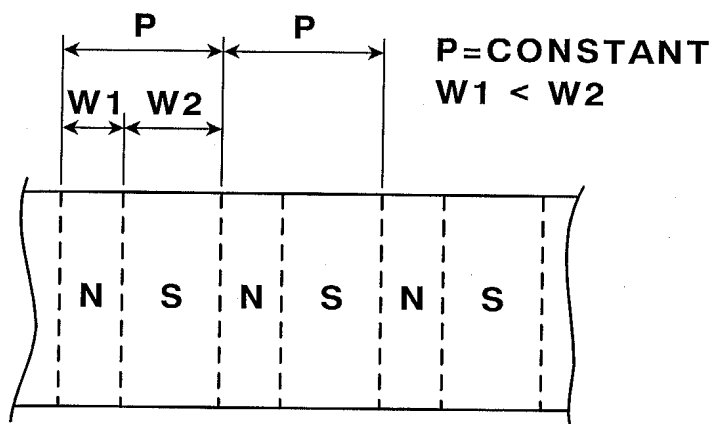 P P
P=CONSTANT
W1 < W2
W1 W2
N S N S N S